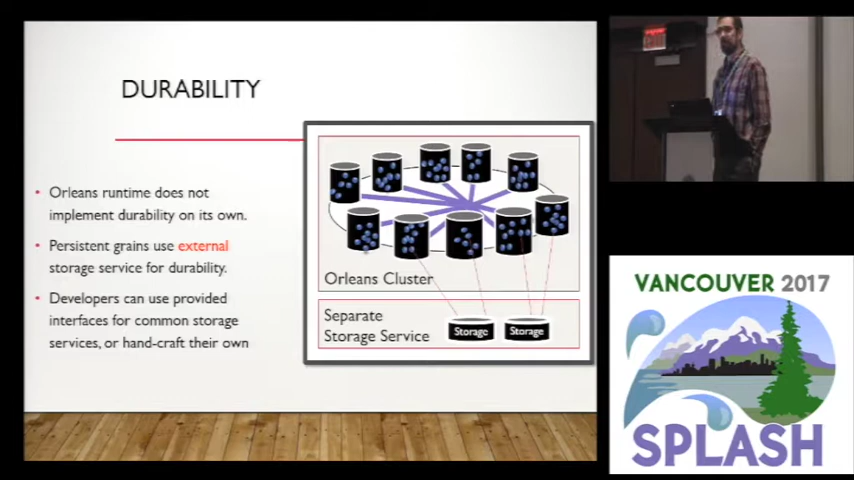 DURABILITY
• Orleans runtime does not
implement durability on its own.
• Persistent grains use external
storage service for durability.
• Developers can use provided
interfaces for common storage
services, or hand-craft their own
Orleans Cluster
Separate
Storage Service
Storage
Storage
VANCOUVER 2017
SPLASH